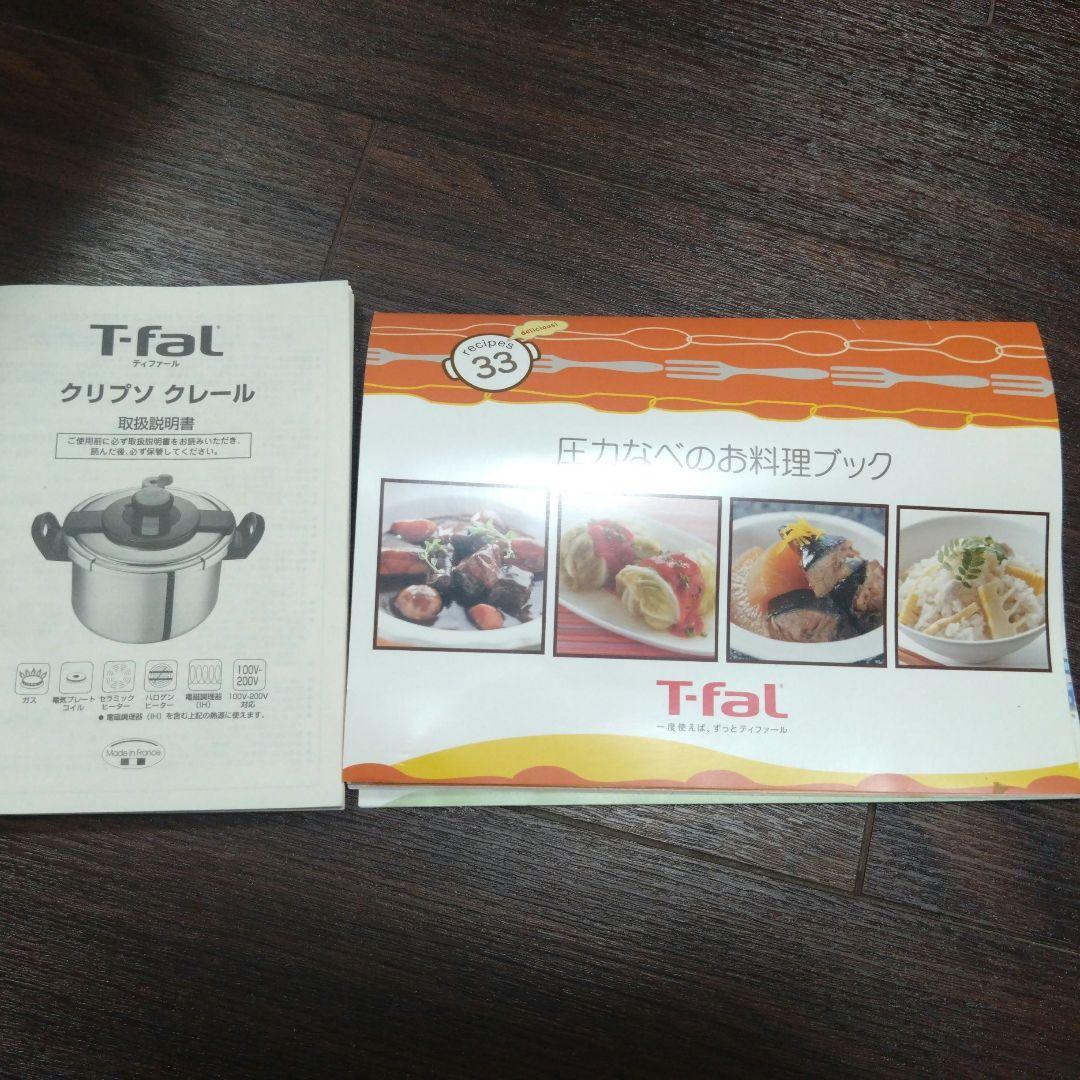 T-faL
ティファール
クリプソ クレール
取扱説明書
ご使用前に必ず取扱説明書をお読みいただき、
読んだ後、必ず保管してください。
ガス
電気プレート
コイル
セラミック
ヒーター
ハロゲン
ヒーター
電磁調理器
(IH)
100V-
200V
100V-200V
対応
● 電磁調理器（IH）を含む上記の熱源に使えます。
Made in France
delicious!
recipe's
33
圧力なべのお料理ブック
T-faL
一度使えば、ずっとティファール